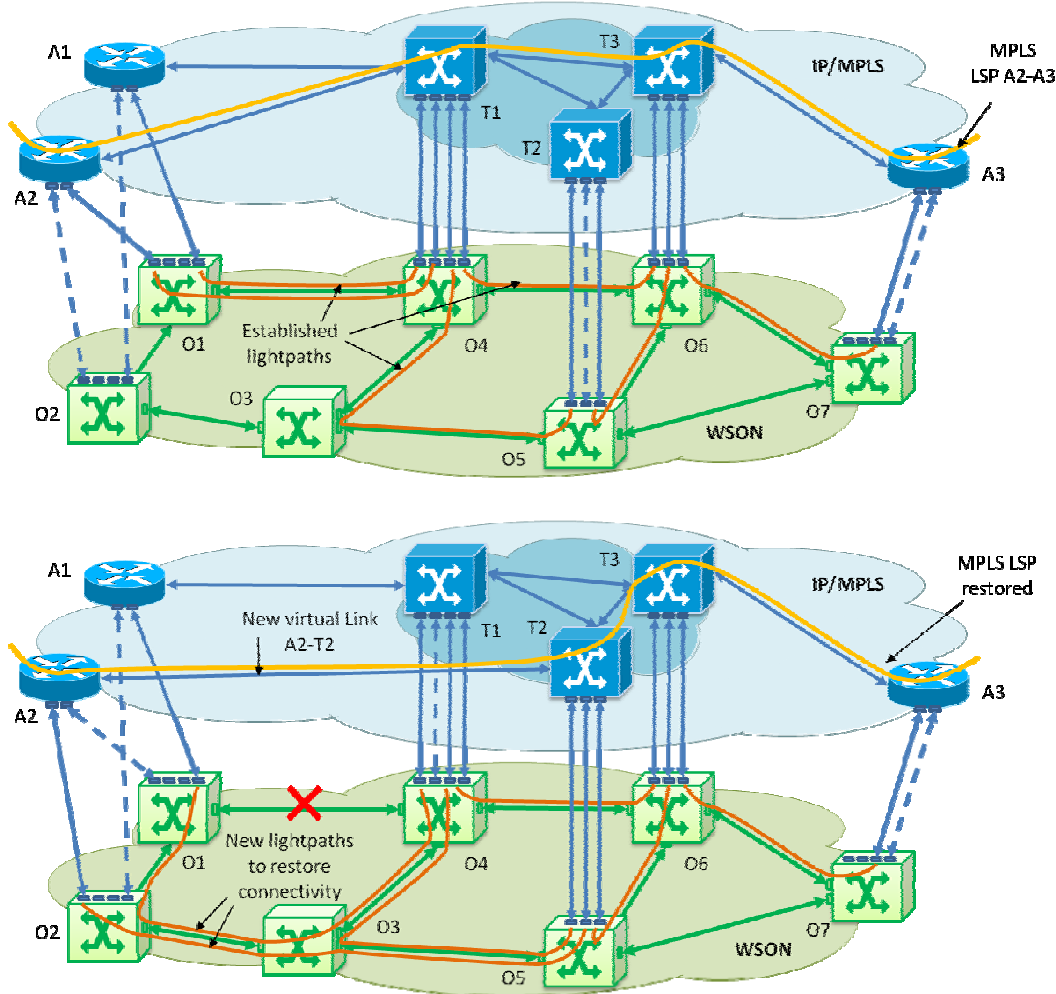 A1
T3
IP/MPLS
MPLS
LSP A2-A3
T1
T2
A2
A3
Established
lightpaths
O1
O4
O6
O3
O2
O7
WSON
O5
A1
T3
IP/MPLS
MPLS LSP
restored
New virtual Link
A2-T2
T1
T2
A2
A3
New lightpaths
to restore
connectivity
O1
O4
O6
O2
O3
O7
WSON
O5